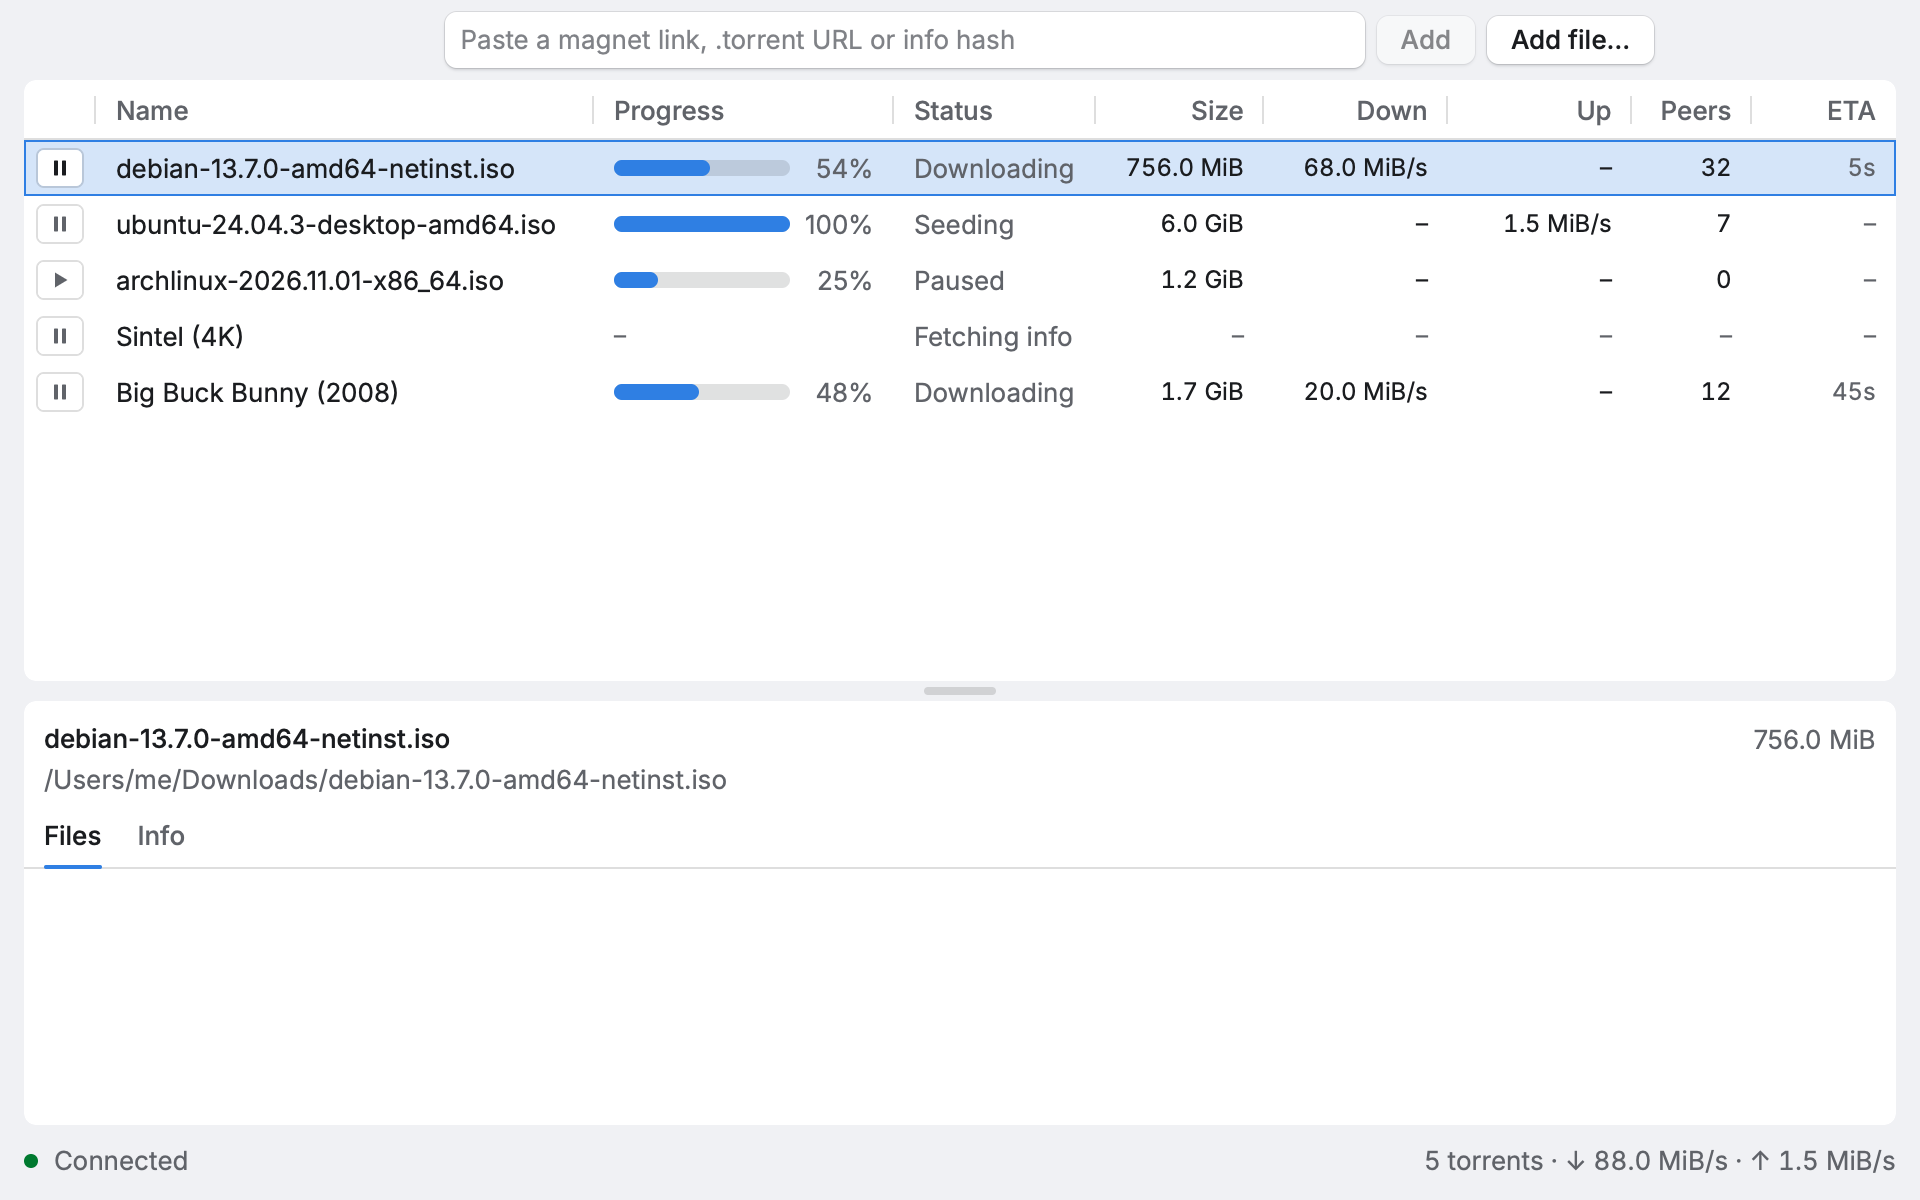 Paste a magnet link, .torrent URL or info hash Add Add file...
Name Progress Status Size Down Up Peers ETA
debian-13.7.0-amd64-netinst.iso 54% Downloading 756.0 MiB 68.0 MiB/s – 32 5s
ubuntu-24.04.3-desktop-amd64.iso 100% Seeding 6.0 GiB – 1.5 MiB/s 7 –
archlinux-2026.11.01-x86_64.iso 25% Paused 1.2 GiB – – 0 –
Sintel (4K) – Fetching info – – – – –
Big Buck Bunny (2008) 48% Downloading 1.7 GiB 20.0 MiB/s – 12 45s
debian-13.7.0-amd64-netinst.iso 756.0 MiB
/Users/me/Downloads/debian-13.7.0-amd64-netinst.iso
Files Info
Connected 5 torrents · ↓ 88.0 MiB/s · ↑ 1.5 MiB/s